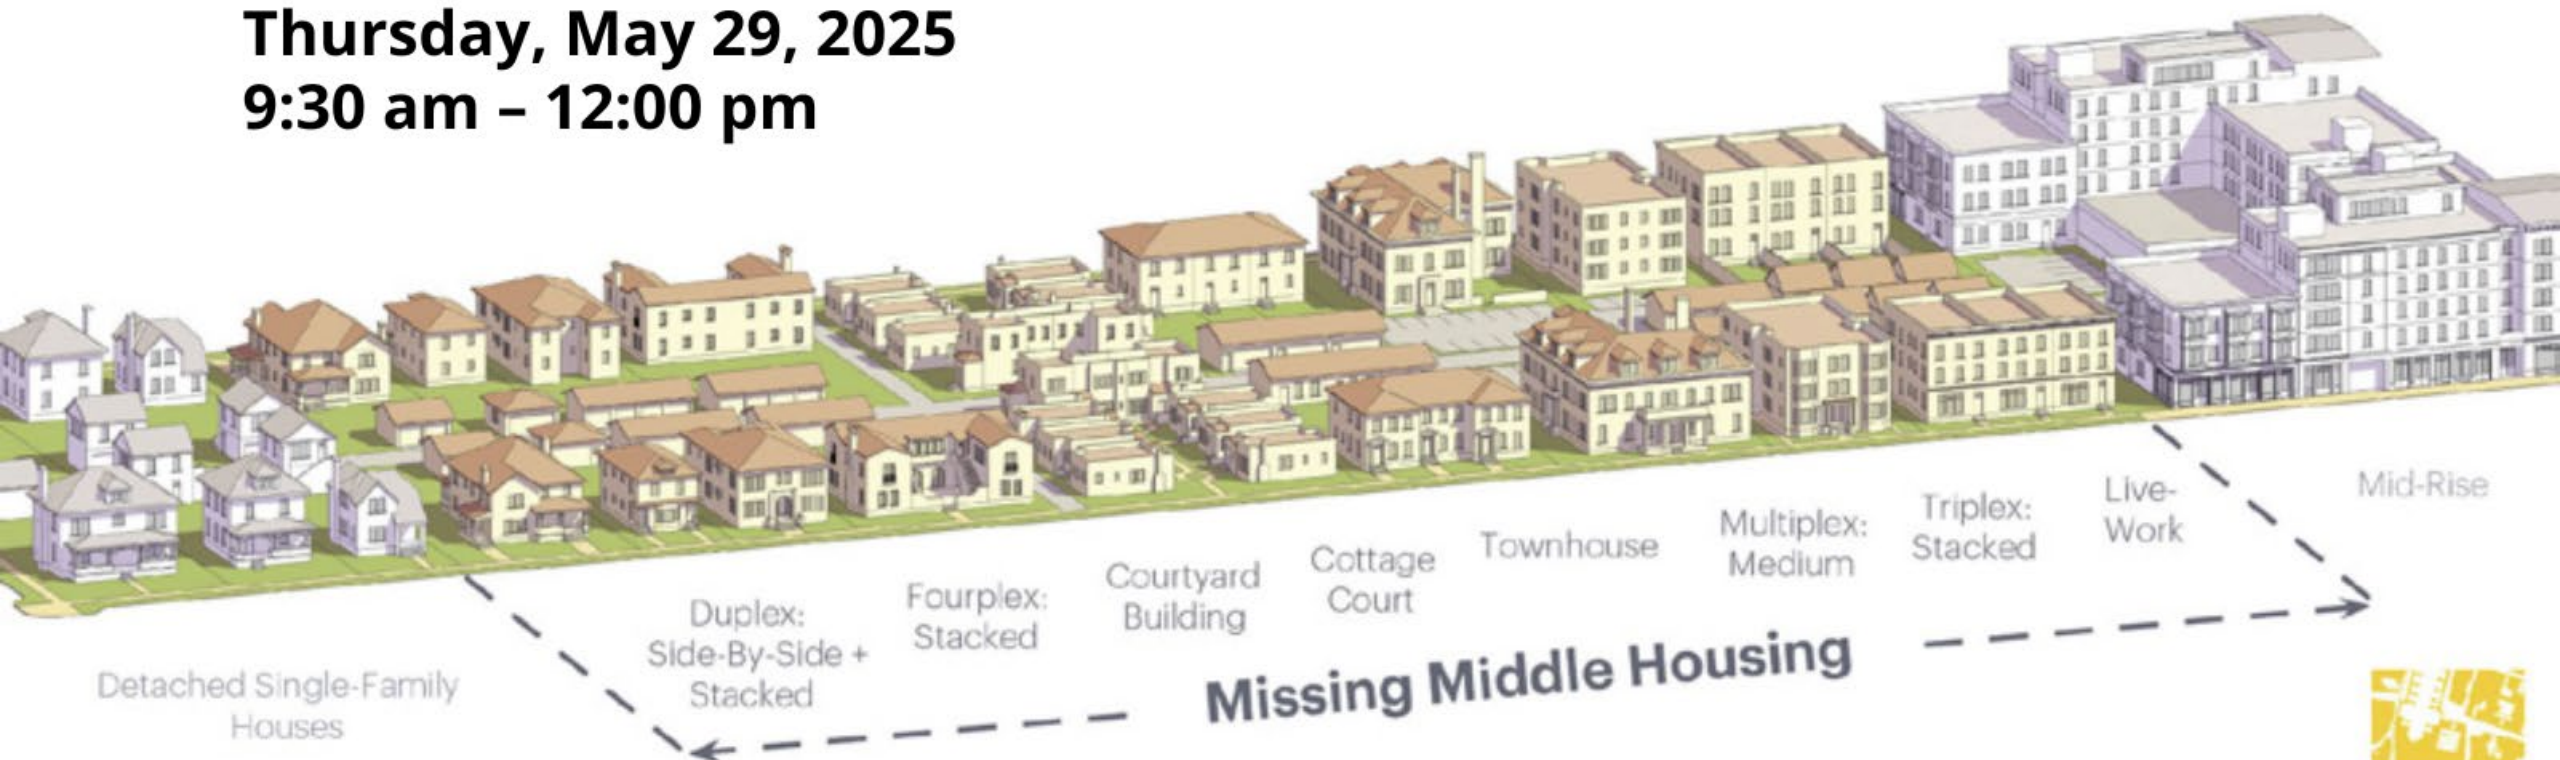 Thursday, May 29, 2025
9:30 am – 12:00 pm
Detached Single-Family
Houses
Duplex:
Side-By-Side +
Stacked
Fourplex:
Stacked
Courtyard
Building
Cottage
Court
Townhouse
Multiplex:
Medium
Triplex:
Stacked
Live-
Work
Mid-Rise
Missing Middle Housing